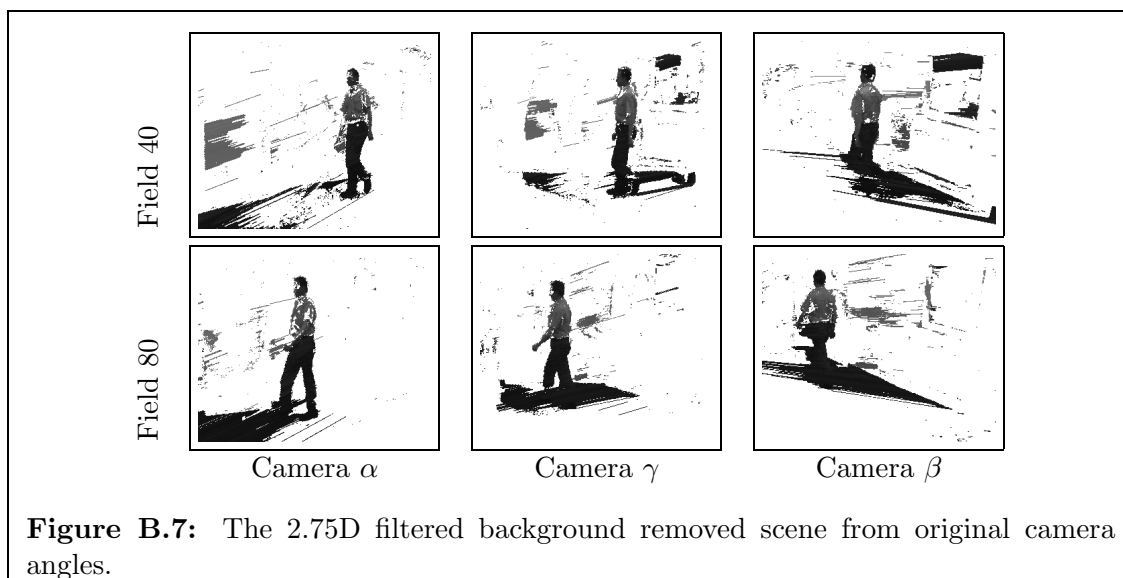 Field 40
Field 80
Camera α Camera γ Camera β
Figure B.7: The 2.75D filtered background removed scene from original camera
angles.